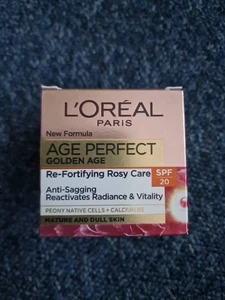 L'ORÉAL
PARIS
New Formula
AGE PERFECT
GOLDEN AGE
Re-Fortifying Rosy Care
SPF
20
Anti-Sagging
Reactivates Radiance & Vitality
PEONY NATIVE CELLS + CALCIUM B5
MATURE AND DULL SKIN